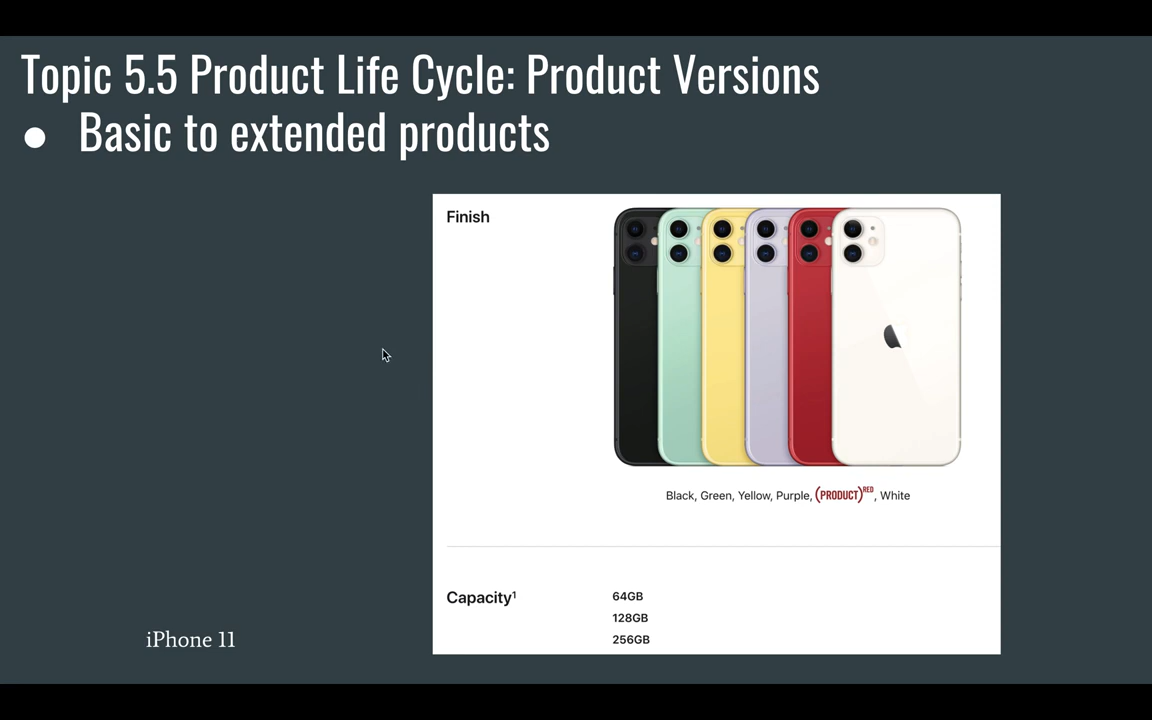 Topic 5.5 Product Life Cycle: Product Versions
● Basic to extended products
Finish
Black, Green, Yellow, Purple, (PRODUCT)RED, White
Capacity¹
64GB
128GB
256GB
iPhone 11